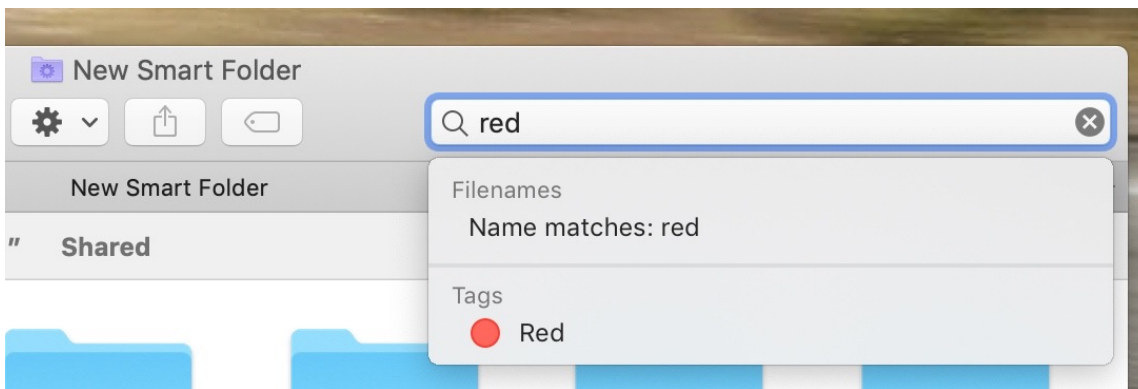 New Smart Folder
red
New Smart Folder
" Shared
Filenames
Name matches: red
Tags
Red